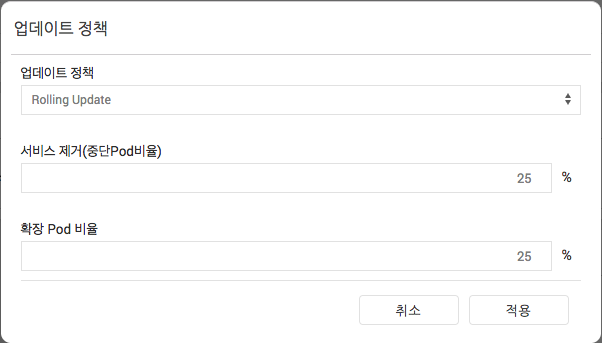 업데이트 정책
업데이트 정책
Rolling Update
서비스 제거(중단Pod비율)
25 %
확장 Pod 비율
25 %
취소 적용